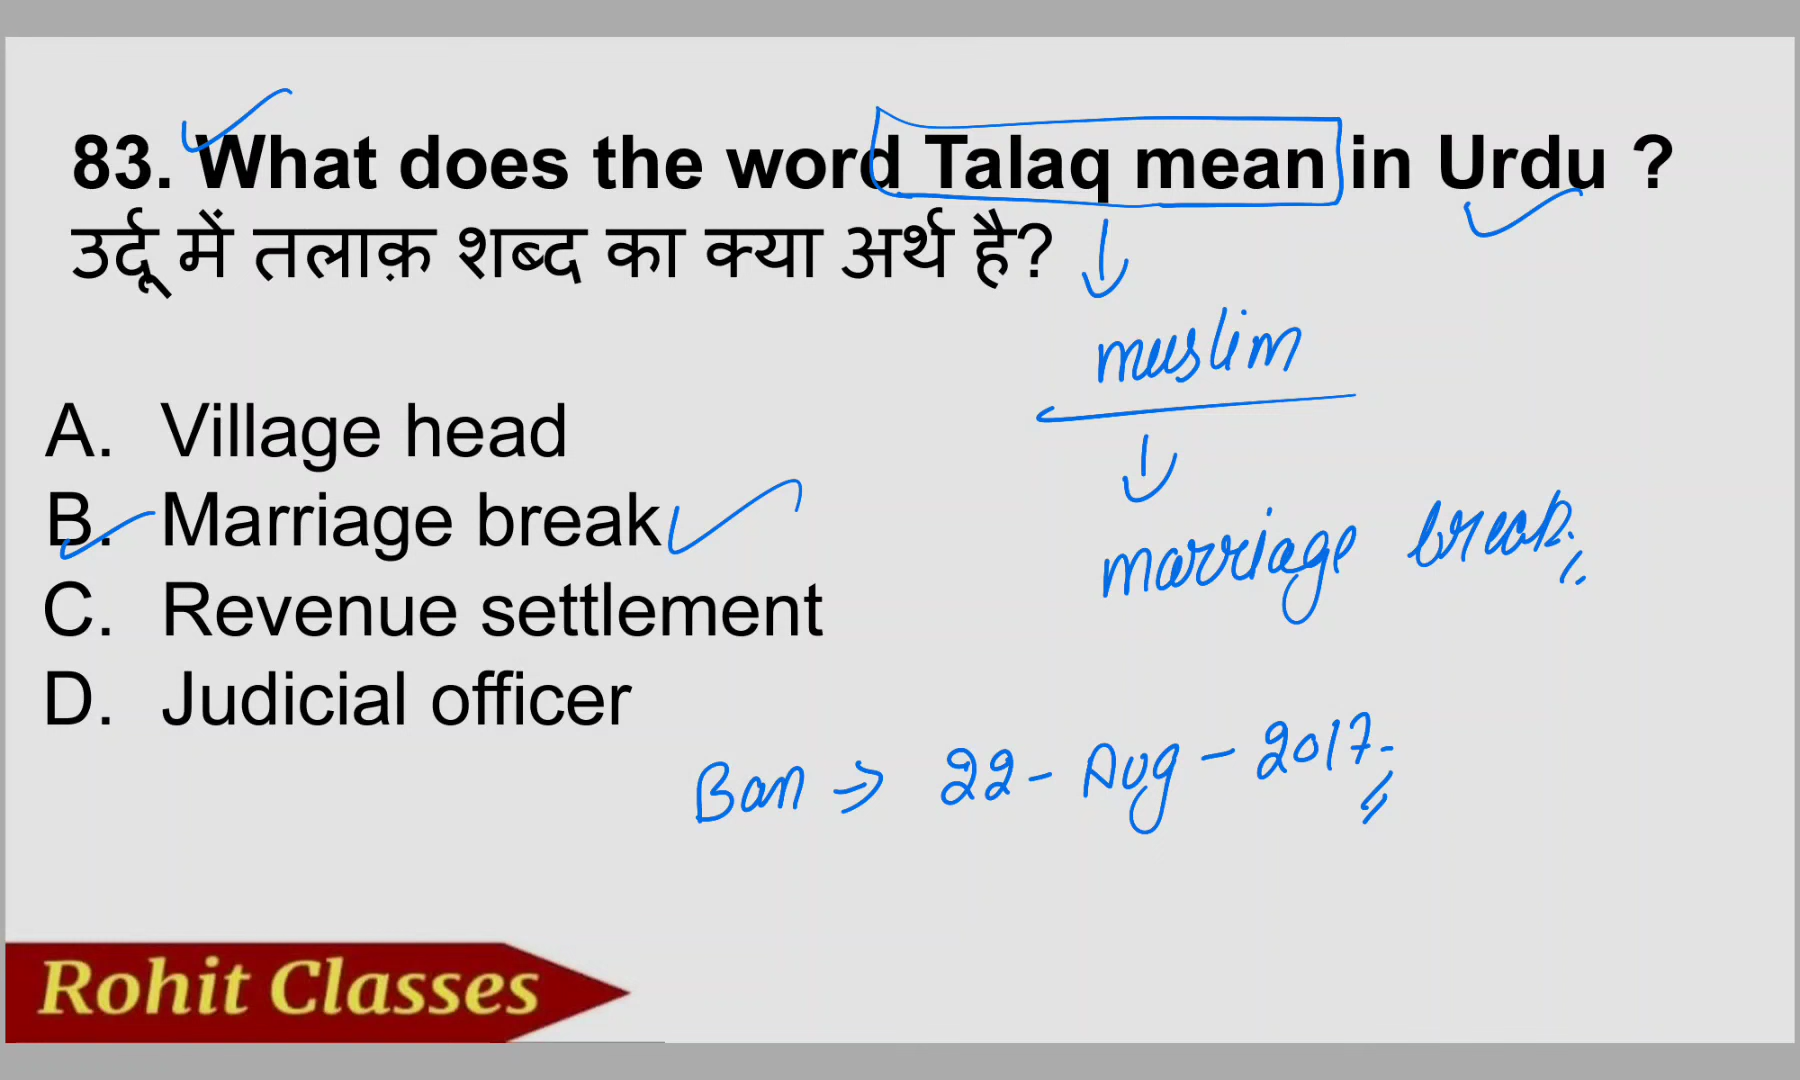 83. What does the word Talaq mean in Urdu ?
उर्दू में तलाक़ शब्द का क्या अर्थ है?
muslim
A. Village head
B. Marriage break
marriage break
C. Revenue settlement
D. Judicial officer
Ban ⇒ 22 - Aug - 2017
Rohit Classes